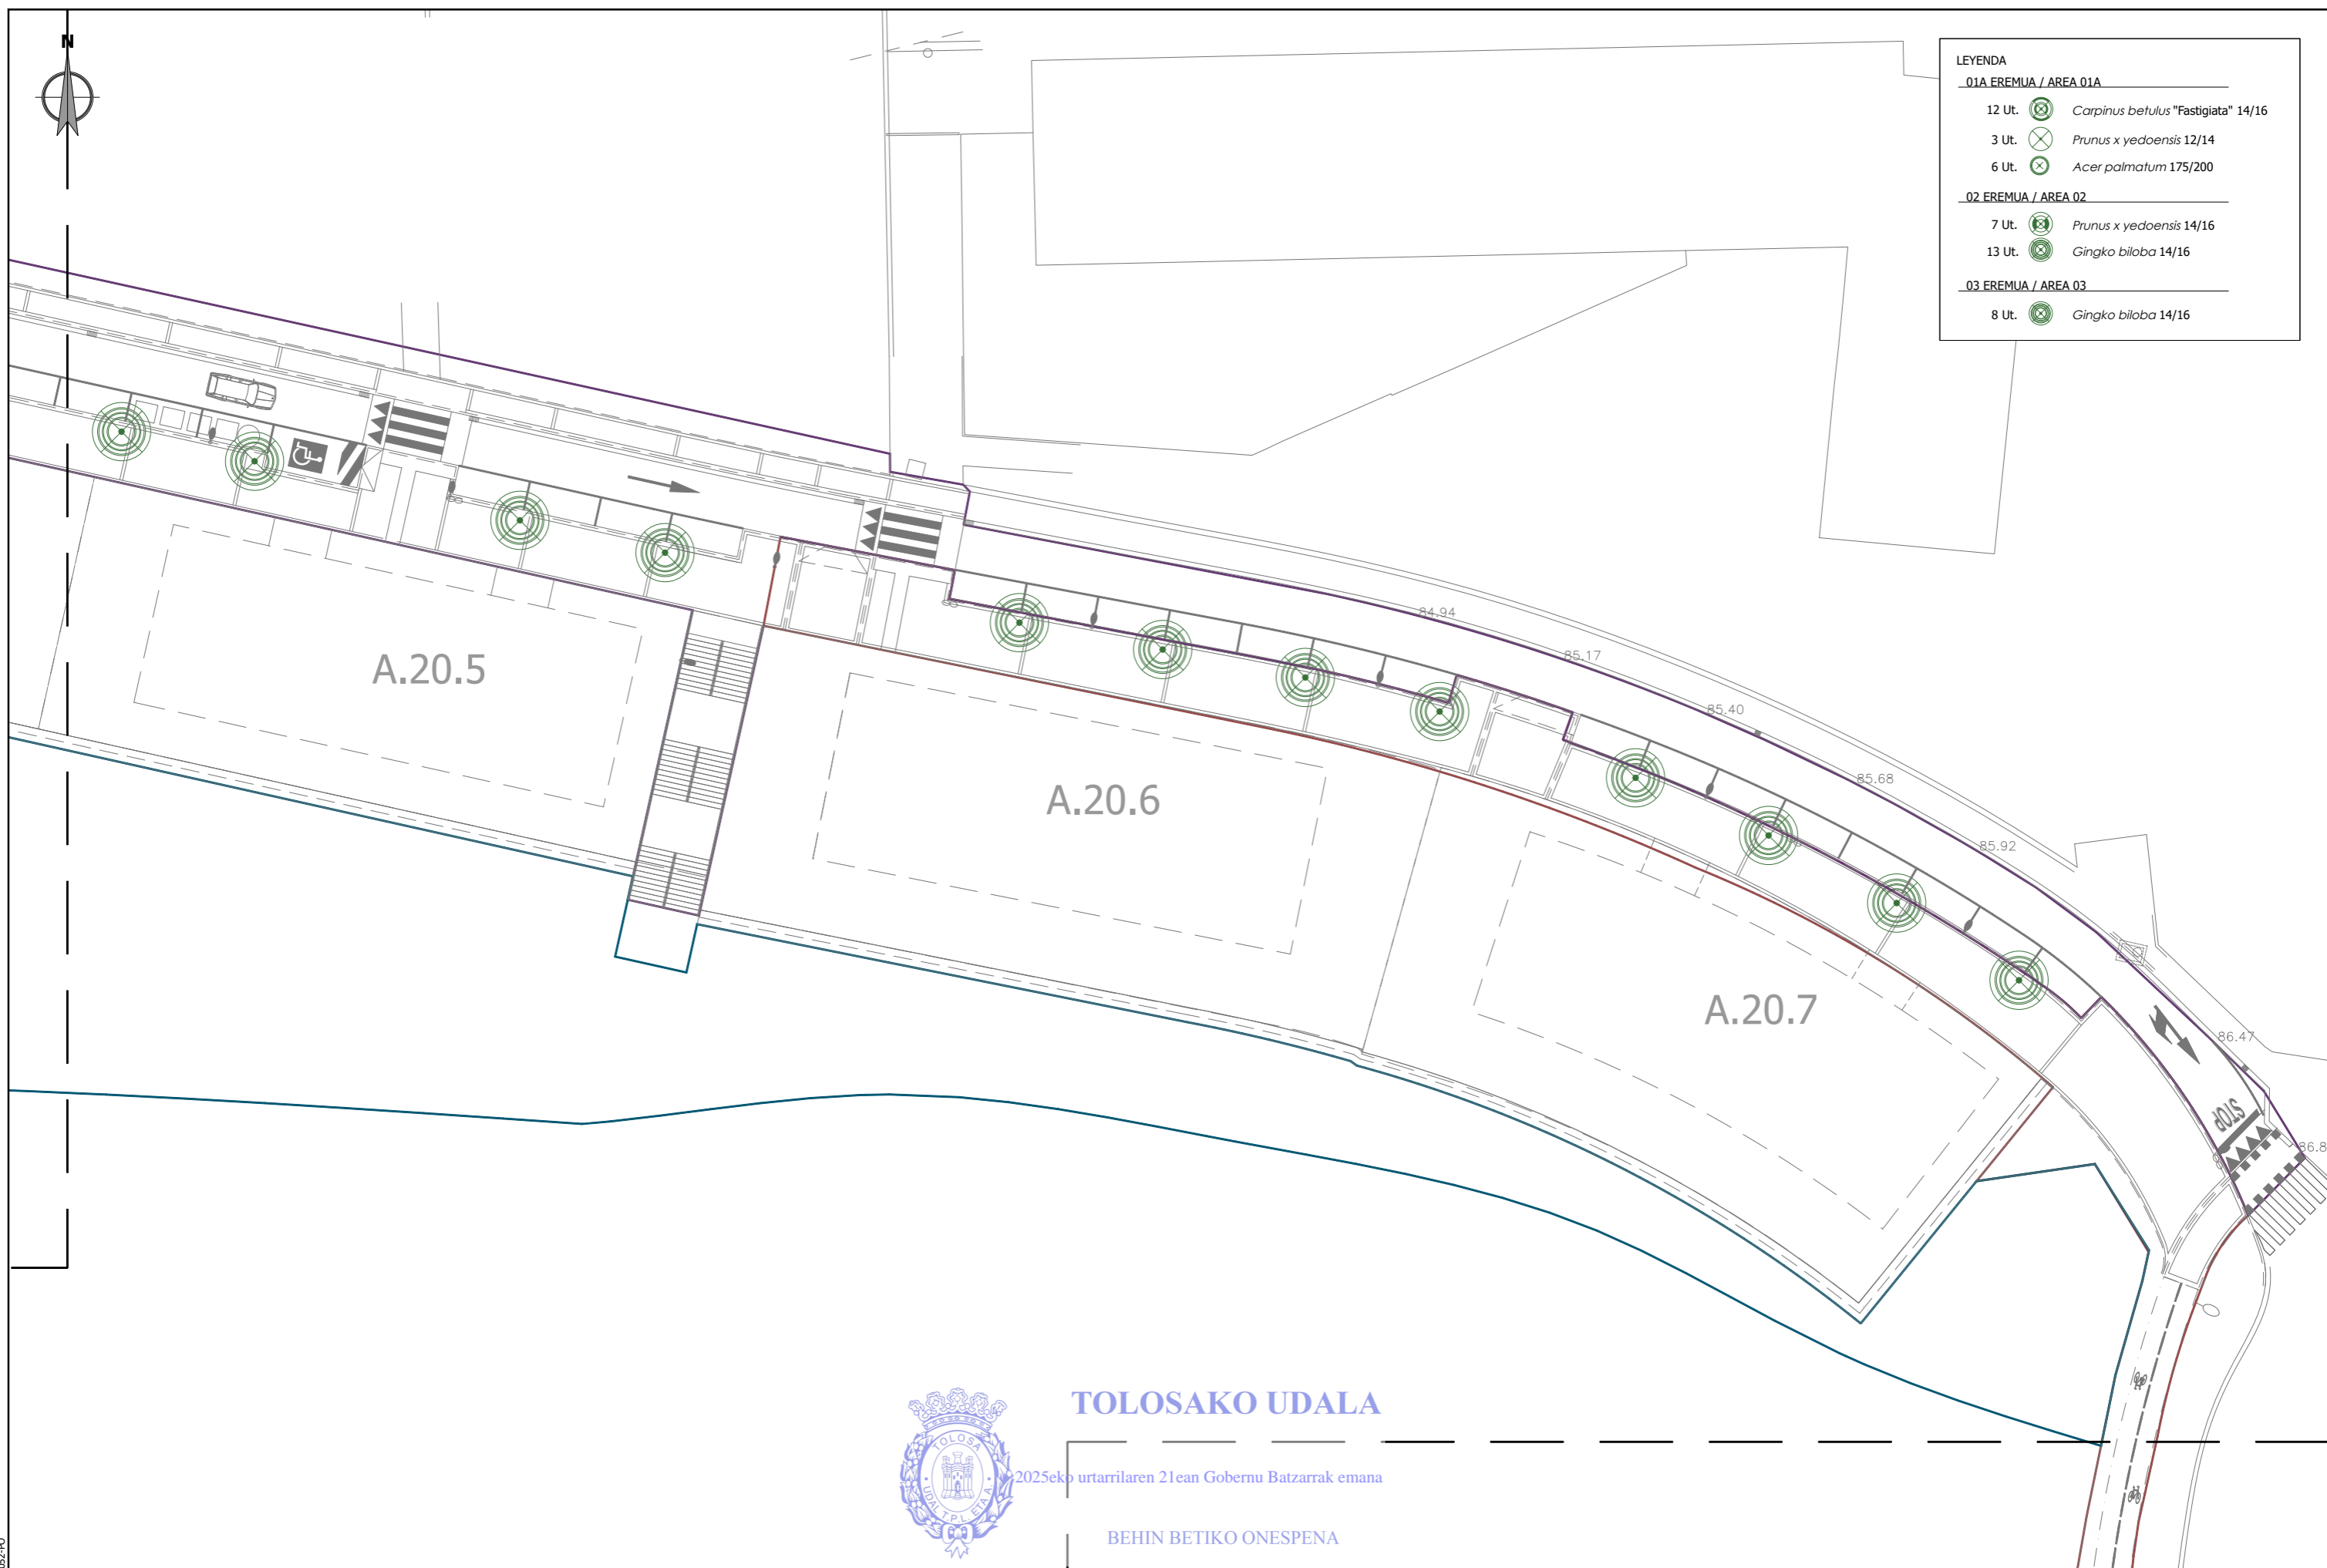 N
LEYENDA
01A EREMUA / AREA 01A
12 Ut. Carpinus betulus "Fastigiata" 14/16
3 Ut. Prunus x yedoensis 12/14
6 Ut. Acer palmatum 175/200
02 EREMUA / AREA 02
7 Ut. Prunus x yedoensis 14/16
13 Ut. Gingko biloba 14/16
03 EREMUA / AREA 03
8 Ut. Gingko biloba 14/16
84.94
85.17
85.40
85.68
85.92
86.47
86.8
A.20.5
A.20.6
A.20.7
STOP
TOLOSAKO UDALA
2025eko urtarrilaren 21ean Gobernu Batzarrak emana
BEHIN BETIKO ONESPENA
TOLOSA
UDAL T.P.L. ETA A.